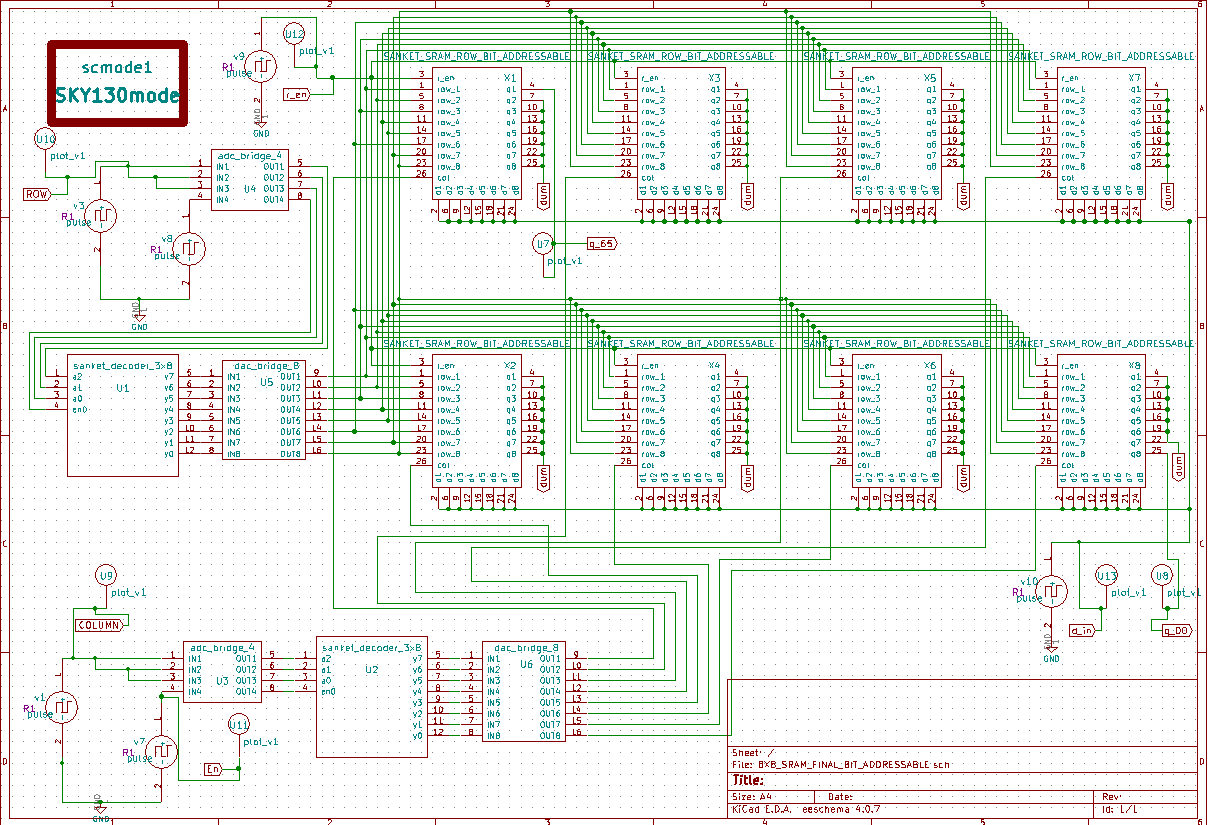 scmode1
SKY130mode
v9
R1
pulse
U12
plot_v1
r_en
GND
U10
plot_v1
ROW
v3
R1
pulse
v8
R1
pulse
GND
adc_bridge_4
IN1 OUT1
IN2 OUT2
IN3 OUT3
IN4 OUT4
U4
SANKET_SRAM_ROW_BIT_ADDRESSABLE
X1
SANKET_SRAM_ROW_BIT_ADDRESSABLE
X3
SANKET_SRAM_ROW_BIT_ADDRESSABLE
X5
SANKET_SRAM_ROW_BIT_ADDRESSABLE
X7
r_en
row_1 q1
row_2 q2
row_3 q3
row_4 q4
row_5 q5
row_6 q6
row_7 q7
row_8 q8
col
d1 d2 d3 d4 d5 d6 d7 d8
dum
dum
dum
dum
U7
plot_v1
q_65
SANKET_SRAM_ROW_BIT_ADDRESSABLE
X2
SANKET_SRAM_ROW_BIT_ADDRESSABLE
X4
SANKET_SRAM_ROW_BIT_ADDRESSABLE
X6
SANKET_SRAM_ROW_BIT_ADDRESSABLE
X8
dum
dum
dum
dum
sanket_decoder_3x8
U1
a2 y7
a1 y6
a0 y5
en0 y4
y3
y2
y1
y0
dac_bridge_8
U5
IN1 OUT1
IN2 OUT2
IN3 OUT3
IN4 OUT4
IN5 OUT5
IN6 OUT6
IN7 OUT7
IN8 OUT8
U9
plot_v1
COLUMN
v1
R1
pulse
v7
R1
pulse
U11
plot_v1
En
GND
adc_bridge_4
IN1 OUT1
IN2 OUT2
IN3 OUT3
IN4 OUT4
U3
sanket_decoder_3x8
U2
a2 y7
a1 y6
a0 y5
en0 y4
y3
y2
y1
y0
dac_bridge_8
U6
IN1 OUT1
IN2 OUT2
IN3 OUT3
IN4 OUT4
IN5 OUT5
IN6 OUT6
IN7 OUT7
IN8 OUT8
v10
R1
pulse
GND
U13
plot_v1
d_in
U8
plot_v1
q_D0
Sheet: /
File: 8X8_SRAM_FINAL_BIT_ADDRESSABLE.sch
Title:
Size: A4 Date: Rev:
KiCad E.D.A. eeschema 4.0.7 Id: 1/1